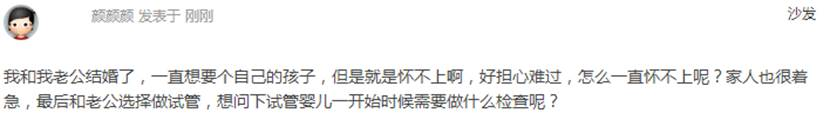 颜颜颜 发表于 刚刚
沙发
我和我老公结婚了，一直想要个自己的孩子，但是就是怀不上啊，好担心难过，怎么一直怀不上呢？家人也很着
急，最后和老公选择做试管，想问下试管婴儿一开始时候需要做什么检查呢？